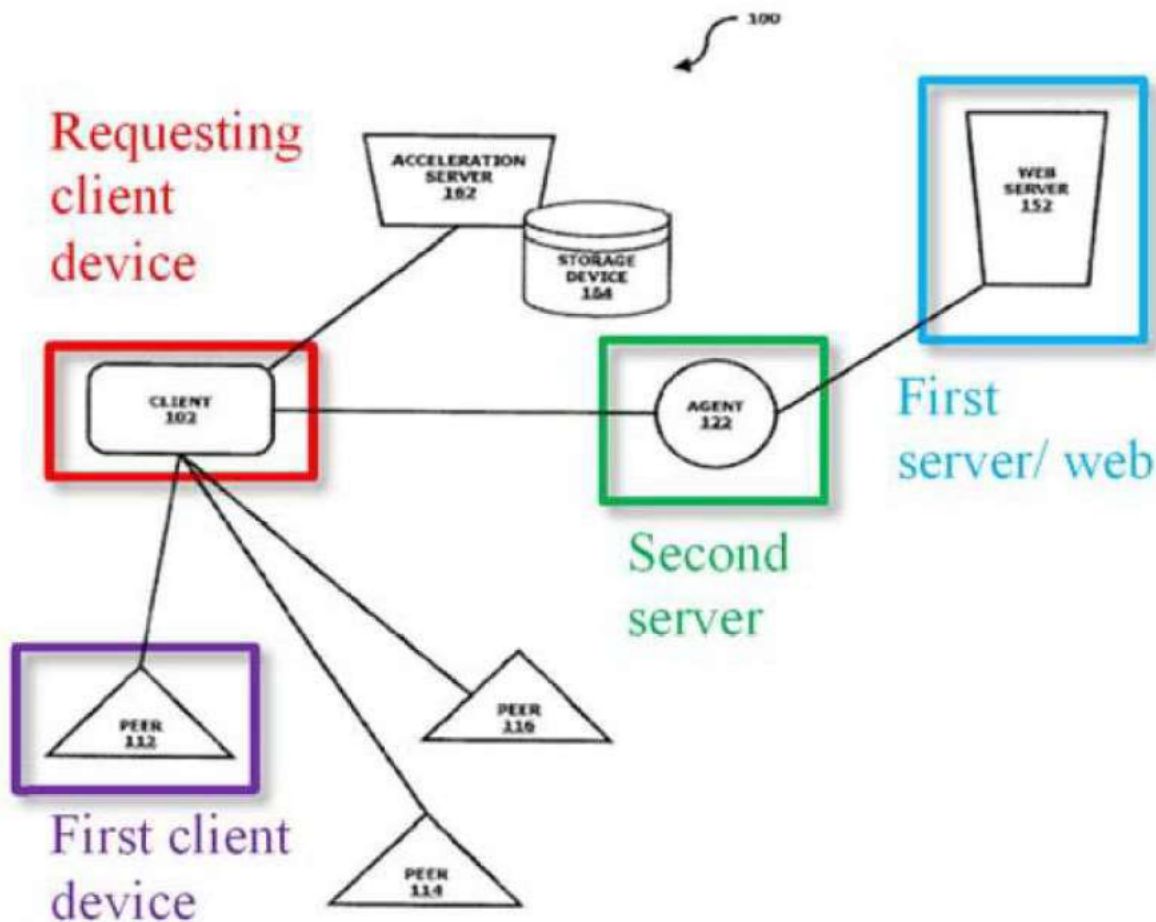 100
Requesting
client
device
ACCELERATION
SERVER
162
STORAGE
DEVICE
164
WEB
SERVER
152
CLIENT
102
AGENT
122
First
server/ web
Second
server
PEER
112
PEER
116
First client
device
PEER
114